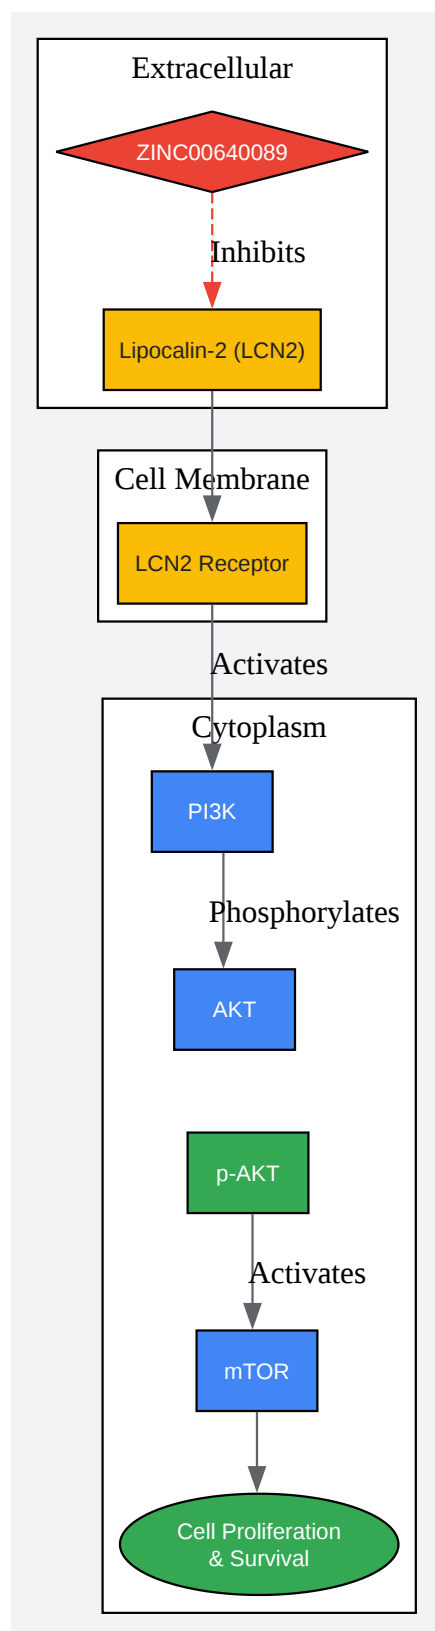 Extracellular
ZINC00640089
Inhibits
Lipocalin-2 (LCN2)
Cell Membrane
LCN2 Receptor
Activates
Cytoplasm
PI3K
Phosphorylates
AKT
p-AKT
Activates
mTOR
Cell Proliferation
& Survival